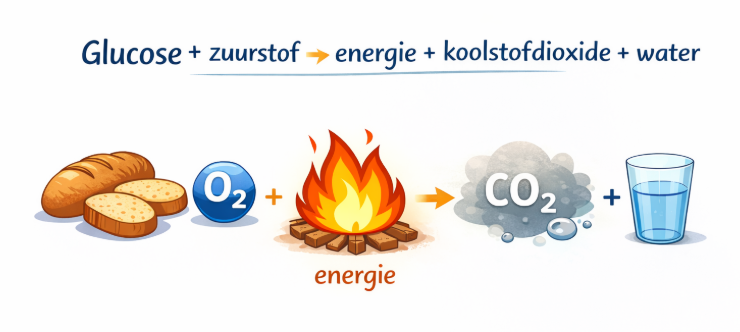 Glucose + zuurstof → energie + koolstofdioxide + water
O₂ + → CO₂ +
energie